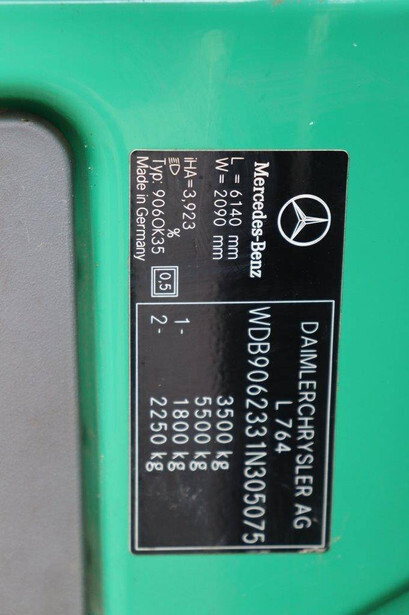 Mercedes-Benz
L = 6140 mm
W = 2090 mm
iHA=3,923
%
Typ: 906OK35
Made in Germany
0,5
DAIMLERCHRYSLER AG
L 764
WDB9062331N305075
3500 kg
5500 kg
1- 1800 kg
2- 2250 kg